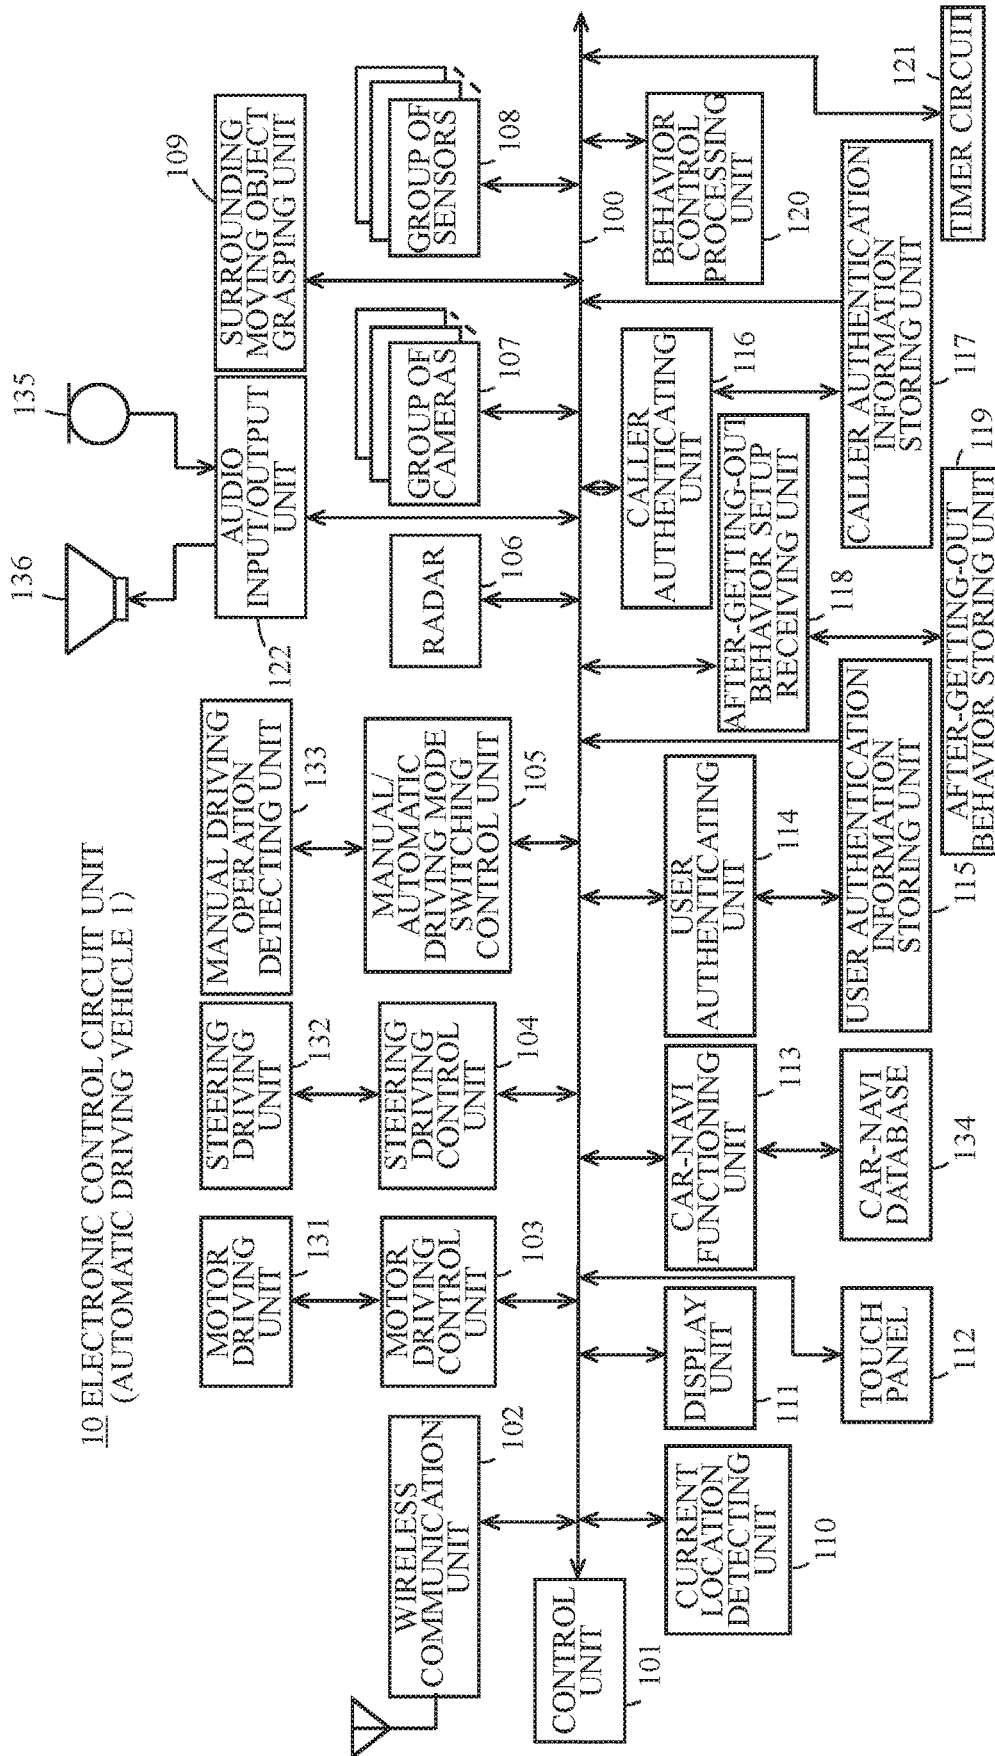 10 ELECTRONIC CONTROL CIRCUIT UNIT
(AUTOMATIC DRIVING VEHICLE 1)
136
135
122
AUDIO
INPUT/OUTPUT
UNIT
109
SURROUNDING
MOVING OBJECT
GRASPING UNIT
MOTOR
DRIVING
UNIT
131
STEERING
DRIVING
UNIT
132
MANUAL DRIVING
OPERATION
DETECTING UNIT
133
WIRELESS
COMMUNICATION
UNIT
102
MOTOR
DRIVING
CONTROL
UNIT
103
STEERING
DRIVING
CONTROL
UNIT
104
MANUAL/
AUTOMATIC
DRIVING MODE
SWITCHING
CONTROL UNIT
105
RADAR
106
GROUP OF
CAMERAS
107
GROUP OF
SENSORS
108
CONTROL
UNIT
101
100
CURRENT
LOCATION
DETECTING
UNIT
110
DISPLAY
UNIT
111
TOUCH
PANEL
112
CAR-NAVI
FUNCTIONING
UNIT
113
CAR-NAVI
DATABASE
134
USER
AUTHENTICATING
UNIT
114
USER AUTHENTICATION
INFORMATION
STORING UNIT
115
CALLER
AUTHENTICATING
UNIT
116
AFTER-GETTING-OUT
BEHAVIOR SETUP
RECEIVING UNIT
118
AFTER-GETTING-OUT
BEHAVIOR STORING UNIT
119
CALLER AUTHENTICATION
INFORMATION
STORING UNIT
117
BEHAVIOR
CONTROL
PROCESSING
UNIT
120
TIMER CIRCUIT
121